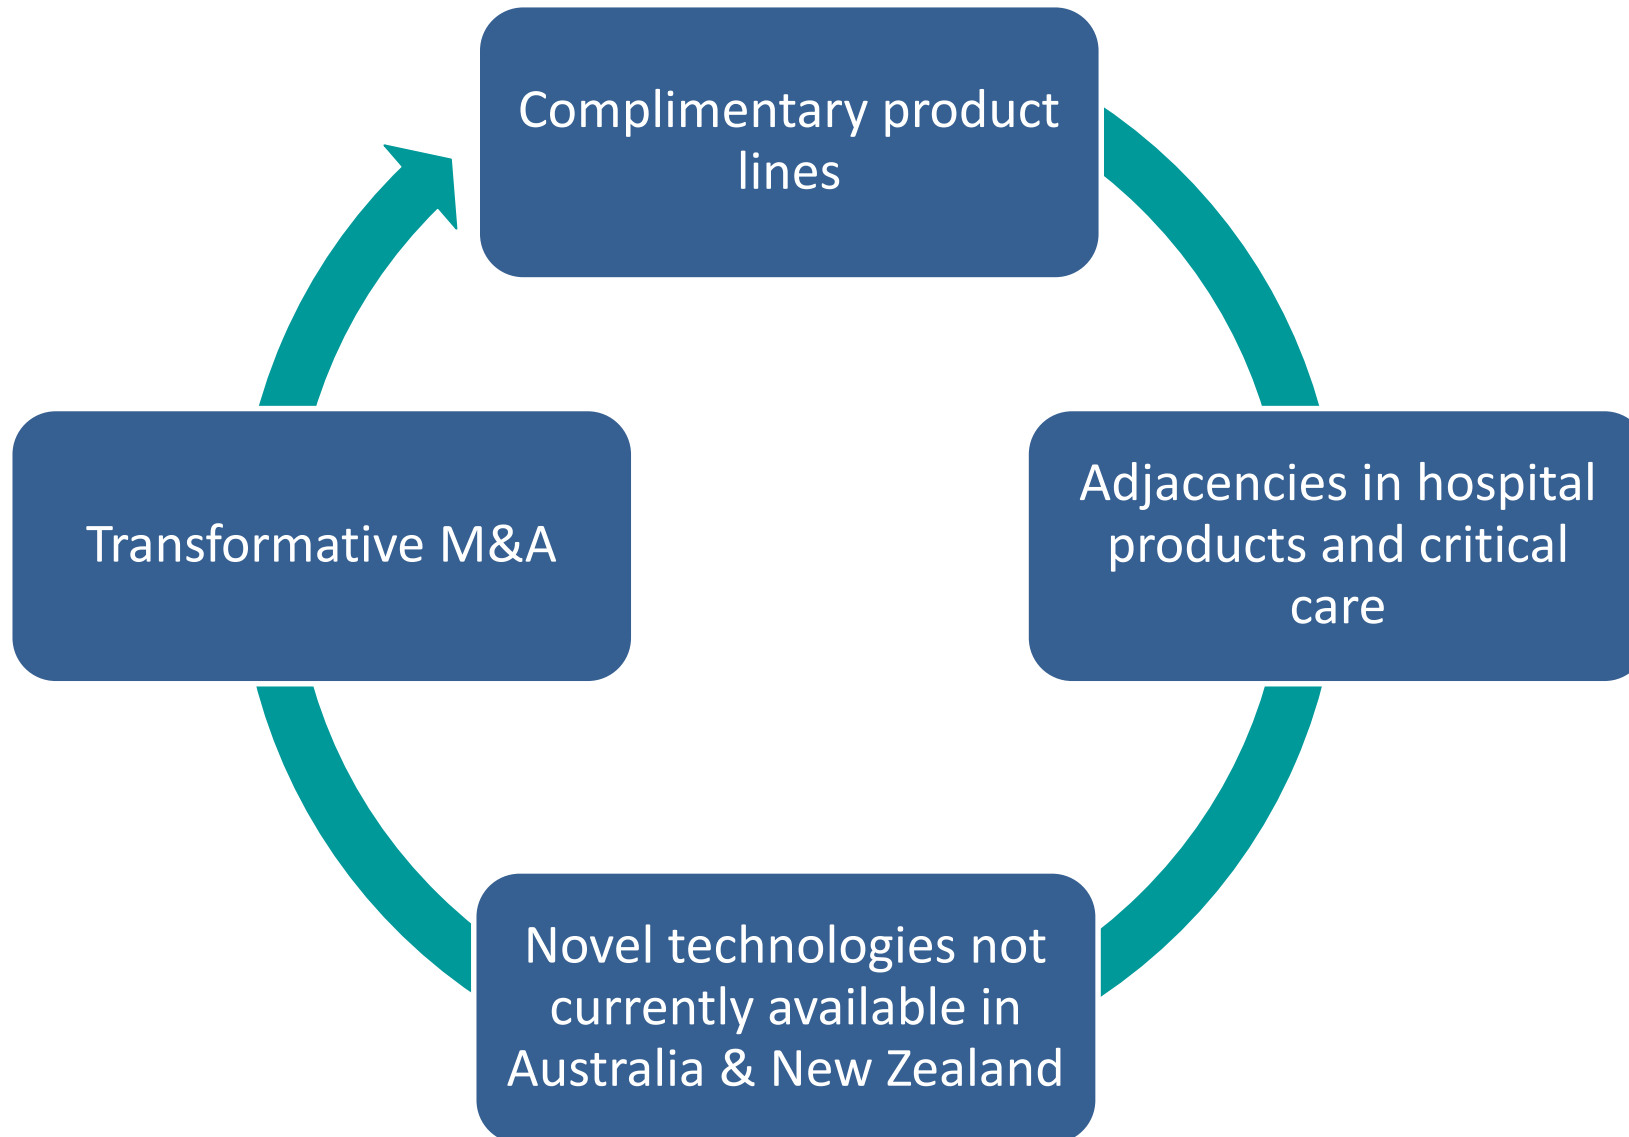 Complimentary product
lines
Adjacencies in hospital
products and critical
care
Novel technologies not
currently available in
Australia & New Zealand
Transformative M&A